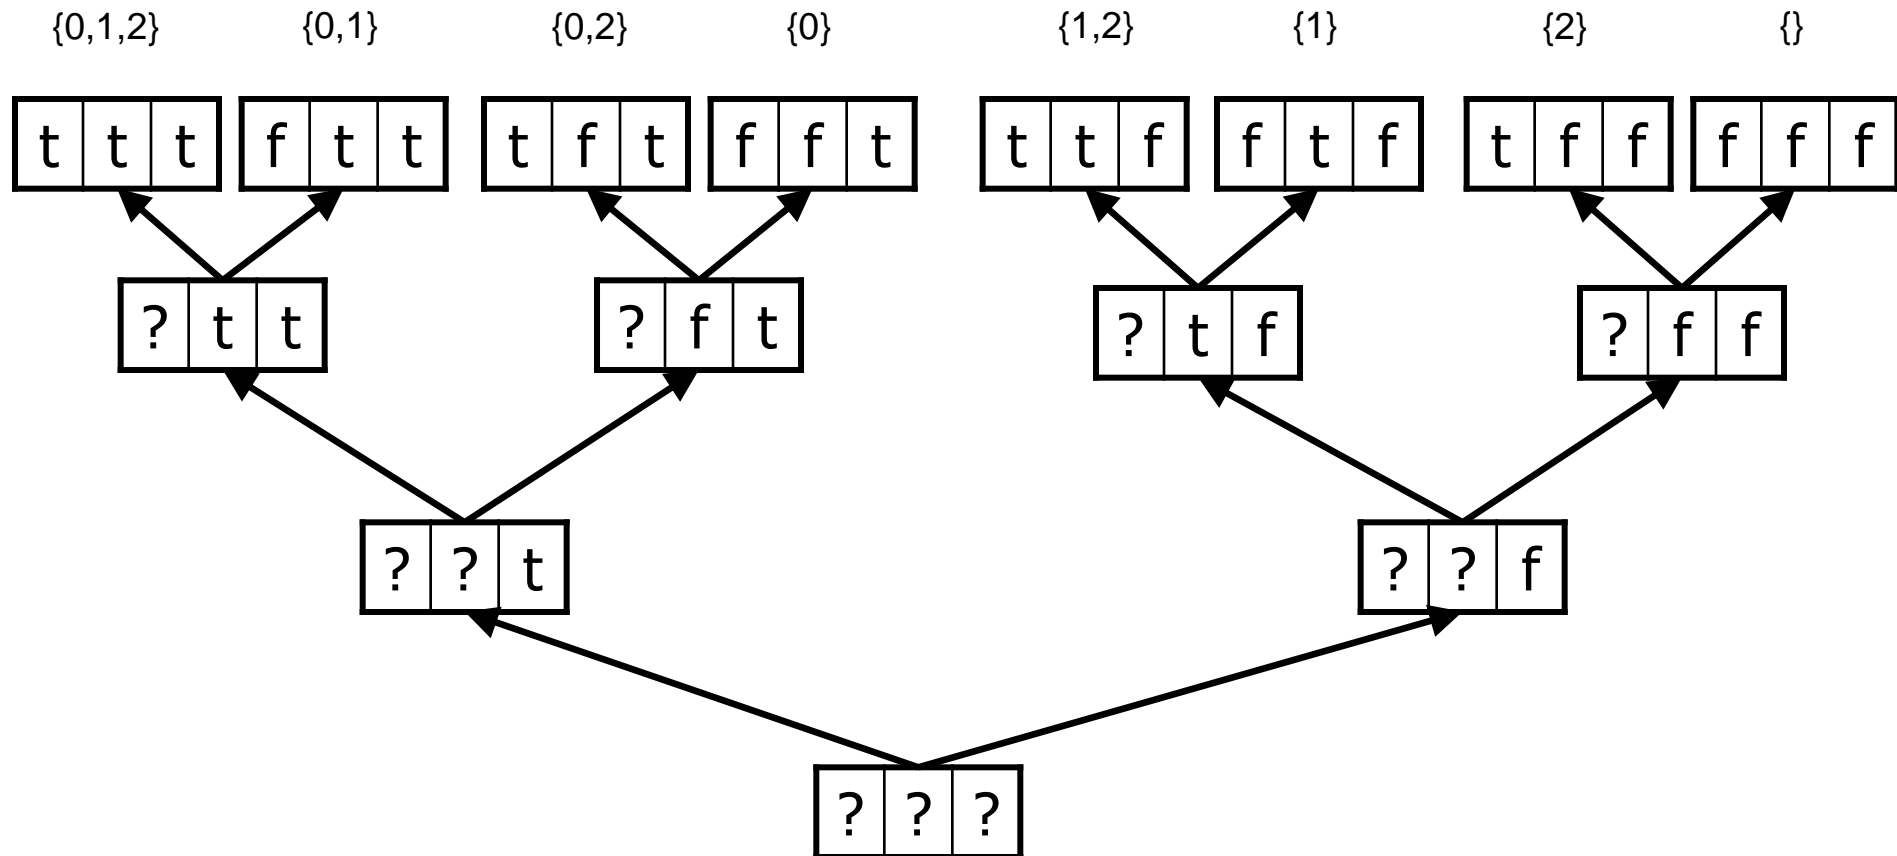 {0,1,2} {0,1} {0,2} {0} {1,2} {1} {2} {}
t t t f t t t f t f f t t t f f t f t f f f f f
? t t ? f t ? t f ? f f
? ? t ? ? f
? ? ?